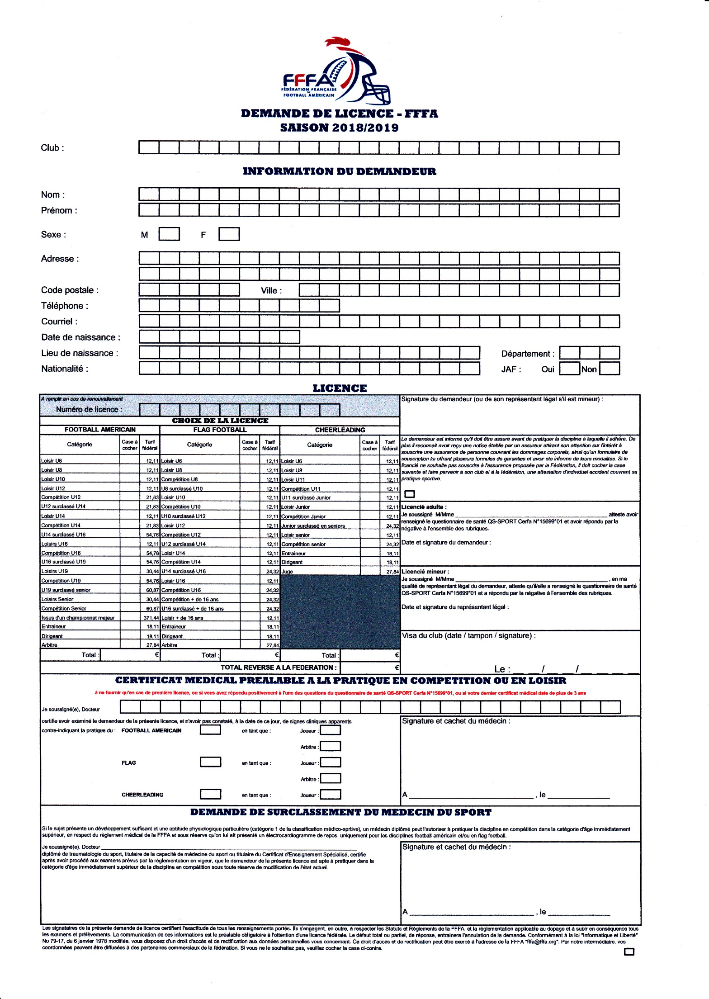 FFFA
FÉDÉRATION FRANÇAISE
DE
FOOTBALL AMÉRICAIN
DEMANDE DE LICENCE - FFFA
SAISON 2018/2019
Club :
INFORMATION DU DEMANDEUR
Nom :
Prénom :
Sexe : M F
Adresse :
Code postale : Ville :
Téléphone :
Courriel :
Date de naissance :
Lieu de naissance : Département :
Nationalité : JAF : Oui Non
LICENCE
A remplir en cas de renouvellement
Numéro de licence :
CHOIX DE LA LICENCE
FOOTBALL AMERICAIN FLAG FOOTBALL CHEERLEADING
Catégorie Case à cocher Tarif fédéral Catégorie Case à cocher Tarif fédéral Catégorie Case à cocher Tarif fédéral
Loisir U6 12,11 Loisir U6 12,11 Loisir U6 12,11
Loisir U8 12,11 Loisir U8 12,11 Loisir U8 12,11
Loisir U10 12,11 Compétition U8 12,11 Loisir U11 12,11
Loisir U12 12,11 U8 surclassé U10 12,11 Compétition U11 12,11
Compétition U12 21,83 Loisir U10 12,11 U11 surclassé Junior 12,11
U12 surclassé U14 21,83 Compétition U10 12,11 Loisir Junior 12,11
Loisir U14 12,11 U10 surclassé U12 12,11 Compétition Junior 12,11
Compétition U14 21,83 Loisir U12 12,11 Junior surclassé en seniors 24,32
U14 surclassé U16 54,76 Compétition U12 12,11 Loisir senior 12,11
Loisirs U16 12,11 U12 surclassé U14 12,11 Compétition senior 24,32
Compétition U16 54,76 Loisir U14 12,11 Entraineur 18,11
U16 surclassé U19 54,76 Compétition U14 12,11 Dirigeant 18,11
Loisirs U19 30,44 U14 surclassé U16 24,32 Juge 27,84
Compétition U19 54,76 Loisir U16 12,11
U19 surclassé senior 60,87 Compétition U16 24,32
Loisirs Senior 30,44 Compétition + de 16 ans 24,32
Compétition Senior 60,87 U16 surclassé + de 16 ans 24,32
Issus d'un championnat majeur 371,44 Loisir + de 16 ans 12,11
Entraineur 18,11 Entraineur 18,11
Dirigeant 18,11 Dirigeant 18,11
Arbitre 27,84 Arbitre 27,84
Total : € Total : € Total : €
TOTAL REVERSE A LA FEDERATION : €
Signature du demandeur (ou de son représentant légal s'il est mineur) :
Le demandeur est informé qu'il doit être assuré avant de pratiquer la discipline à laquelle il adhére. De
plus il reconnait avoir reçu une notice établie par un assureur attirant son attention sur l'intérêt à
souscrire une assurance de personne couvrant les dommages corporels, ainsi qu'un formulaire de
souscription lui offrant plusieurs formules de garanties et avoir été informe de leurs modalités. Si le
licencié ne souhaite pas souscrire à l'assurance proposée par la Fédération, il doit cocher la case
suivante et faire parvenir à son club et à la fédération, une attestation d'individuel accident couvrant sa
pratique sportive.
Licencié adulte :
Je soussigné M/Mme ____ atteste avoir
renseigné le questionnaire de santé QS-SPORT Cerfa N°15699*01 et avoir répondu par la
négative à l'ensemble des rubriques.
Date et signature du demandeur :
Licencié mineur :
Je soussigné M/Mme ____ , en ma
qualité de représentant légal du demandeur, atteste qu'il/elle a renseigné le questionnaire de santé
QS-SPORT Cerfa N°15699*01 et a répondu par la négative à l'ensemble des rubriques.
Date et signature du représentant légal :
Visa du club (date / tampon / signature) :
Le : ____ / ____ / ____
CERTIFICAT MEDICAL PREALABLE A LA PRATIQUE EN COMPETITION OU EN LOISIR
à ne fournir qu'en cas de première licence, ou si vous avez répondu positivement à l'une des questions du questionnaire de santé QS-SPORT Cerfa N°15699*01, ou si votre dernier certificat médical date de plus de 3 ans
Je soussigné(e), Docteur
certifie avoir examiné le demandeur de la présente licence, et n'avoir pas constaté, à la date de ce jour, de signes cliniques apparents
contre-indiquant la pratique du : FOOTBALL AMERICAIN en tant que : Joueur :
Arbitre :
FLAG en tant que : Joueur :
Arbitre :
CHEERLEADING en tant que : Joueur :
Signature et cachet du médecin :
A ____ , le ____
DEMANDE DE SURCLASSEMENT DU MEDECIN DU SPORT
Si le sujet présente un développement suffisant et une aptitude physiologique particulière (catégorie 1 de la classification médico-sprtive), un médecin diplômé peut l'autoriser à pratiquer la discipline en compétition dans la catégorie d'âge immédiatement
supérieur, en respect du règlement médical de la FFFA et sous réserve qu'on lui ait présenté un électrocardiogramme de repos, uniquement pour les disciplines football américain et/ou en flag football.
Je soussigné(e), Docteur ____
diplômé de traumatologie du sport, titulaire de la capacité de médecine du sport ou titulaire du Certificat d'Enseignement Spécialisé, certifie
après avoir procédé aux examens prévus par la réglementation en vigeur, que le demandeur de la présente licence est apte à pratiquer dans la
catégorie d'âge immédiatement supérieur de la discipline en compétition sous toute réserve de modification de l'état actuel.
Signature et cachet du médecin :
A ____ , le ____
Les signataires de la présente demande de licence certifient l'exactitude de tous les renseignements portés. Ils s'engagent, en outre, à respecter les Statuts et Réglements de la FFFA. et la règlementation applicable au dopage et à subir en conséquence tous
les examens et prélèvements. La communication de ces informations est le préalable obligatoire à l'ottention d'une licence fédérale. Le défaut total ou partiel, de réponse, entrainera l'annulation de la demande. Conformément à la loi "Informatique et Liberté"
No 79-17, du 6 janvier 1978 modifiée, vous disposez d'un droit d'accès et de rectification aux données personnelles vous concernant. Ce droit d'accès et de rectification peut être exercé à l'adresse de la FFFA "fffa@fffa.org". Par notre intermédiaire, vos
coordonnées peuvent être diffusées à des partenaires commerciaux de la fédération. Si vous ne le souhaitez pas, veuillez cocher la case ci-contre.